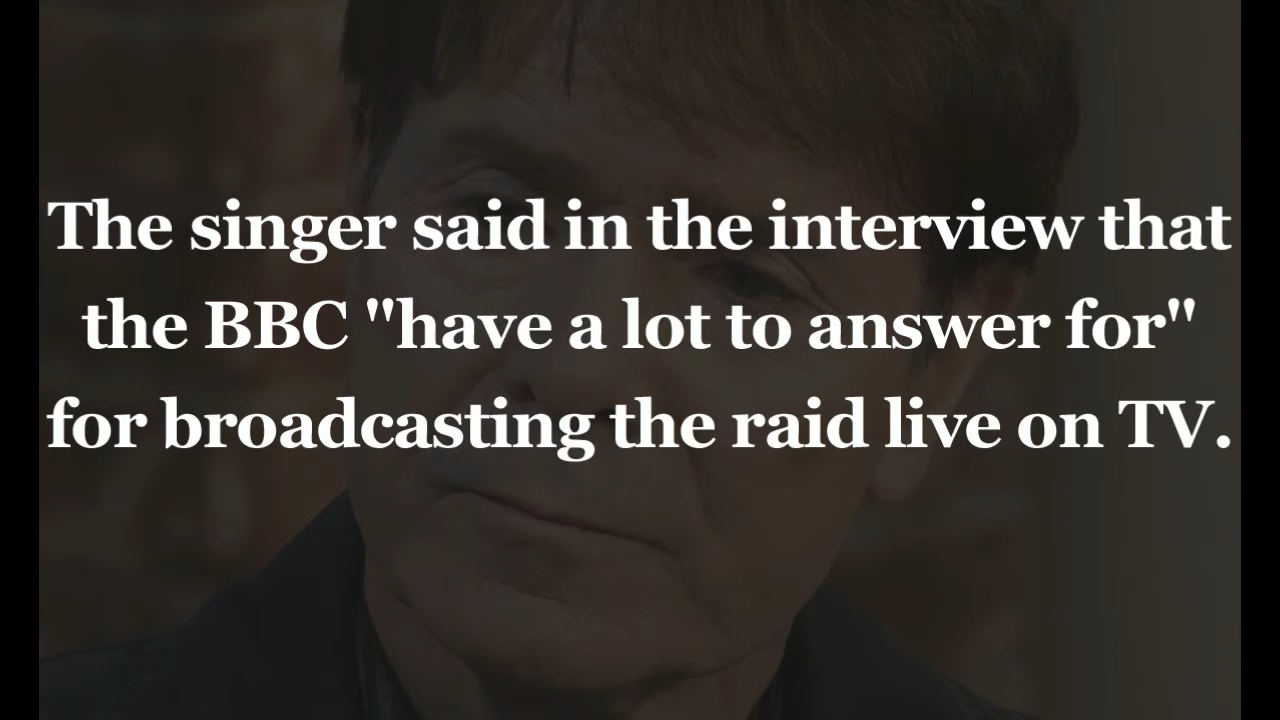 The singer said in the interview that
the BBC "have a lot to answer for"
for broadcasting the raid live on TV.